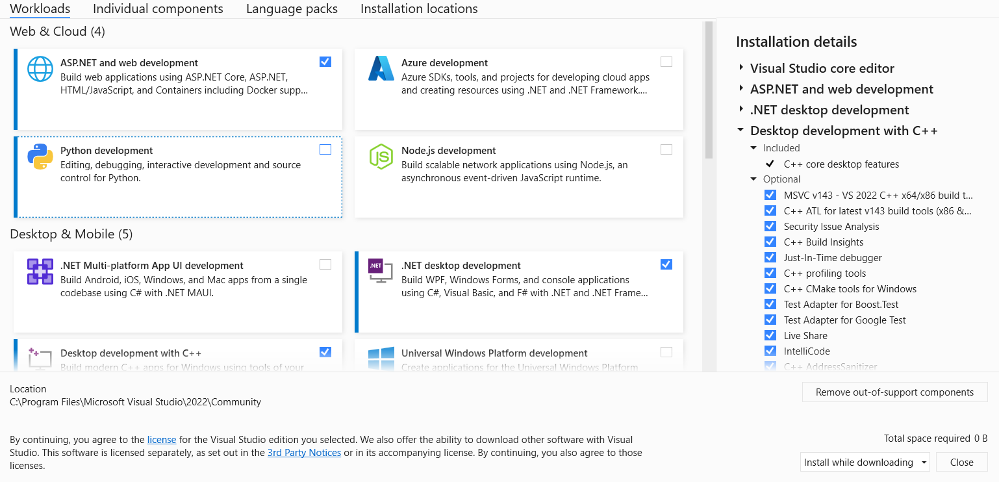 Workloads
Individual components
Language packs
Installation locations
Web & Cloud (4)
ASP.NET and web development
Build web applications using ASP.NET Core, ASP.NET,
HTML/JavaScript, and Containers including Docker supp...
Azure development
Azure SDKs, tools, and projects for developing cloud apps
and creating resources using .NET and .NET Framework....
Python development
Editing, debugging, interactive development and source
control for Python.
Node.js development
Build scalable network applications using Node.js, an
asynchronous event-driven JavaScript runtime.
Desktop & Mobile (5)
.NET Multi-platform App UI development
Build Android, iOS, Windows, and Mac apps from a single
codebase using C# with .NET MAUI.
.NET
.NET desktop development
Build WPF, Windows Forms, and console applications
using C#, Visual Basic, and F# with .NET and .NET Frame...
Desktop development with C++
Build modern C++ apps for Windows using tools of your
Universal Windows Platform development
Create applications for the Universal Windows Platform
Installation details
Visual Studio core editor
ASP.NET and web development
.NET desktop development
Desktop development with C++
Included
C++ core desktop features
Optional
MSVC v143 - VS 2022 C++ x64/x86 build t...
C++ ATL for latest v143 build tools (x86 &...
Security Issue Analysis
C++ Build Insights
Just-In-Time debugger
C++ profiling tools
C++ CMake tools for Windows
Test Adapter for Boost.Test
Test Adapter for Google Test
Live Share
IntelliCode
C++ AddressSanitizer
Location
C:\Program Files\Microsoft Visual Studio\2022\Community
Remove out-of-support components
By continuing, you agree to the license for the Visual Studio edition you selected. We also offer the ability to download other software with Visual
Studio. This software is licensed separately, as set out in the 3rd Party Notices or in its accompanying license. By continuing, you also agree to those
licenses.
Total space required 0 B
Install while downloading
Close